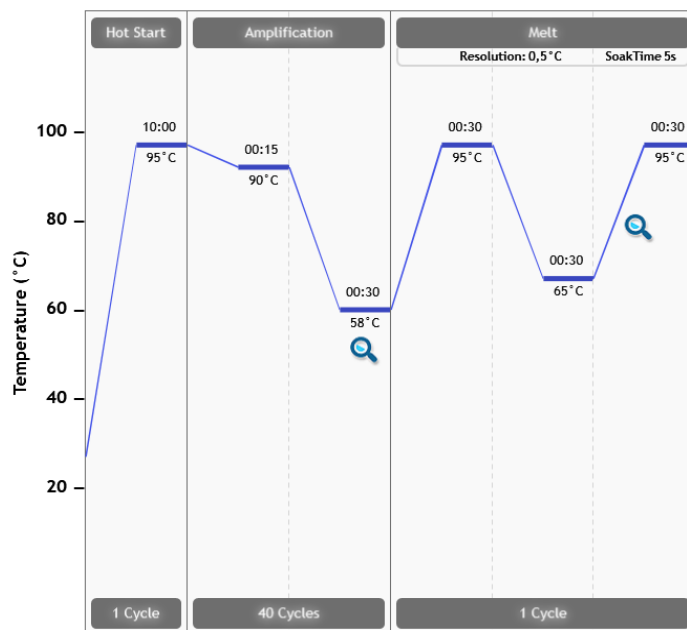 Hot Start
Amplification
Melt
Resolution: 0,5°C
SoakTime 5s
100
80
60
40
20
Temperature (°C)
10:00
95°C
00:15
90°C
00:30
58°C
00:30
95°C
00:30
65°C
00:30
95°C
1 Cycle
40 Cycles
1 Cycle